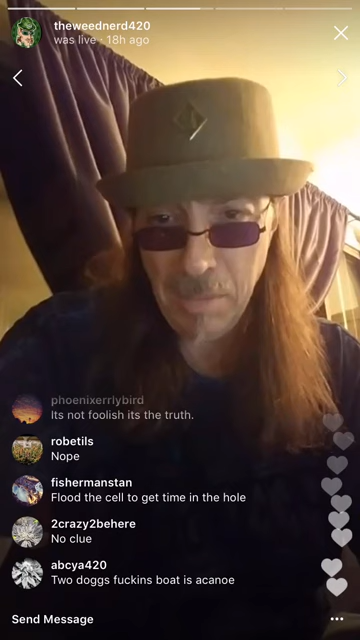 theweednerd420
was live · 18h ago
phoenixerrlybird
Its not foolish its the truth.
robetils
Nope
fishermanstan
Flood the cell to get time in the hole
2crazy2behere
No clue
abcya420
Two doggs fuckins boat is acanoe
Send Message